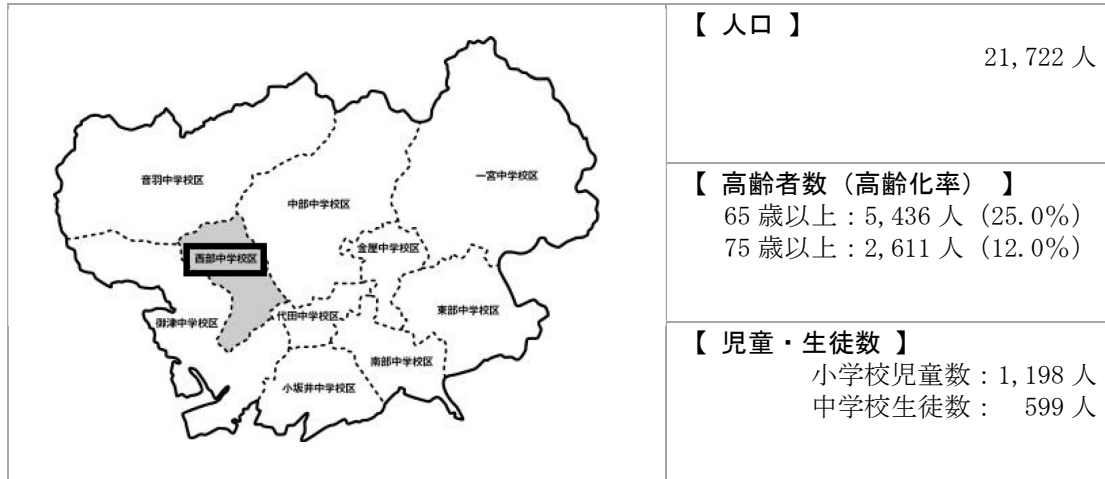 音羽中学校区
一宮中学校区
中部中学校区
金屋中学校区
西部中学校区
東部中学校区
御津中学校区
代田中学校区
南部中学校区
小坂井中学校区
【 人口 】
21,722 人
【 高齢者数（高齢化率） 】
65 歳以上：5,436 人（25.0%）
75 歳以上：2,611 人（12.0%）
【 児童・生徒数 】
小学校児童数：1,198 人
中学校生徒数： 599 人